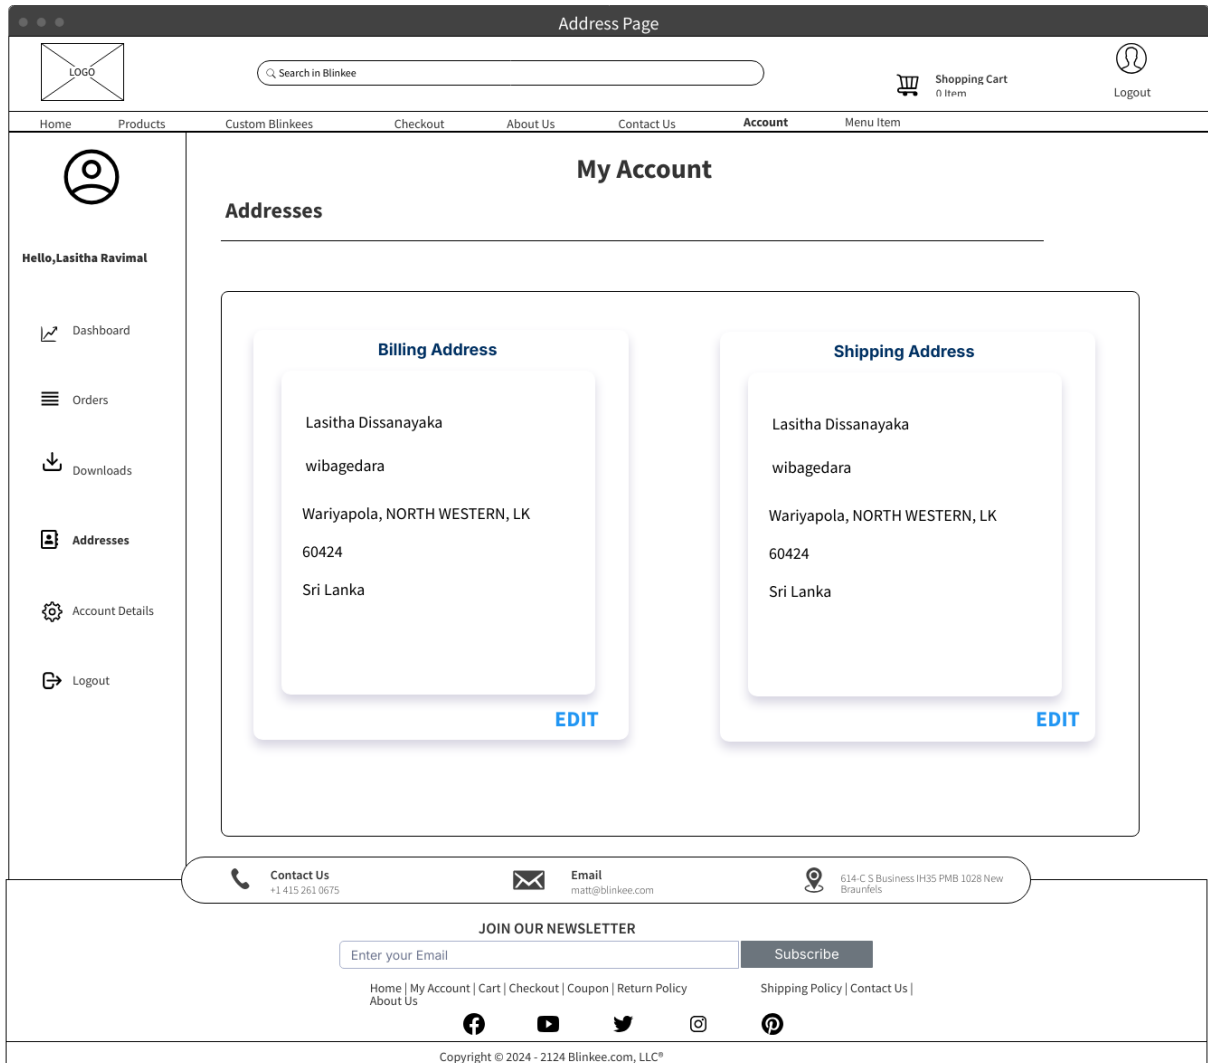 Address Page
LOGO
Search in Blinkee
Shopping Cart
0 Item
Logout
Home Products Custom Blinkees Checkout About Us Contact Us Account Menu Item
My Account
Addresses
Hello,Lasitha Ravimal
Dashboard
Orders
Downloads
Addresses
Account Details
Logout
Billing Address
Lasitha Dissanayaka
wibagedara
Wariyapola, NORTH WESTERN, LK
60424
Sri Lanka
EDIT
Shipping Address
Lasitha Dissanayaka
wibagedara
Wariyapola, NORTH WESTERN, LK
60424
Sri Lanka
EDIT
Contact Us
+1 415 261 0675
Email
matt@blinkee.com
614-C S Business IH35 PMB 1028 New
Braunfels
JOIN OUR NEWSLETTER
Enter your Email
Subscribe
Home | My Account | Cart | Checkout | Coupon | Return Policy
About Us
Shipping Policy | Contact Us |
Copyright © 2024 - 2124 Blinkee.com, LLC®